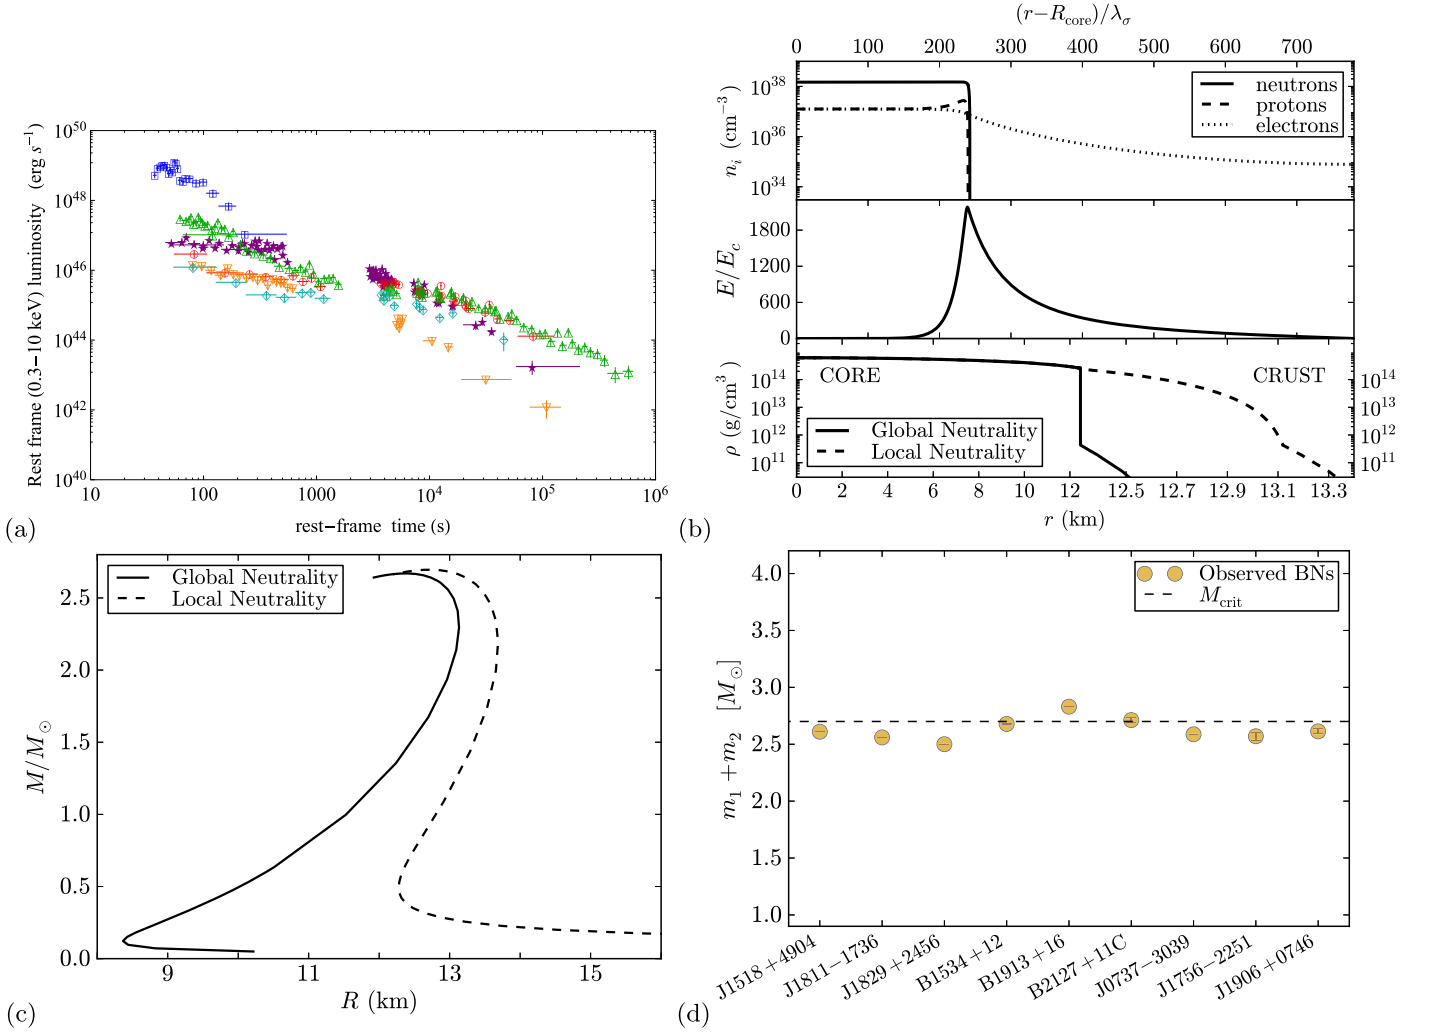 10^50
10^48
10^46
10^44
10^42
10^40
Rest frame (0.3−10 keV) luminosity (erg s^−1)
10 100 1000 10^4 10^5 10^6
rest−frame time (s)
(a)
(r−R_core)/λ_σ
0 100 200 300 400 500 600 700
n_i (cm^−3)
10^38
10^36
10^34
neutrons
protons
electrons
E/E_c
1800
1200
600
0
ρ (g/cm^3)
10^14
10^13
10^12
10^11
CORE
CRUST
Global Neutrality
Local Neutrality
10^14
10^13
10^12
10^11
0 2 4 6 8 10 12 12.5 12.7 12.9 13.1 13.3
r (km)
(b)
Global Neutrality
Local Neutrality
M/M_⊙
2.5
2.0
1.5
1.0
0.5
0.0
9 11 13 15
R (km)
(c)
Observed BNs
M_crit
m_1+m_2 [M_⊙]
4.0
3.5
3.0
2.5
2.0
1.5
1.0
J1518+4904
J1811−1736
J1829+2456
B1534+12
B1913+16
B2127+11C
J0737−3039
J1756−2251
J1906+0746
(d)